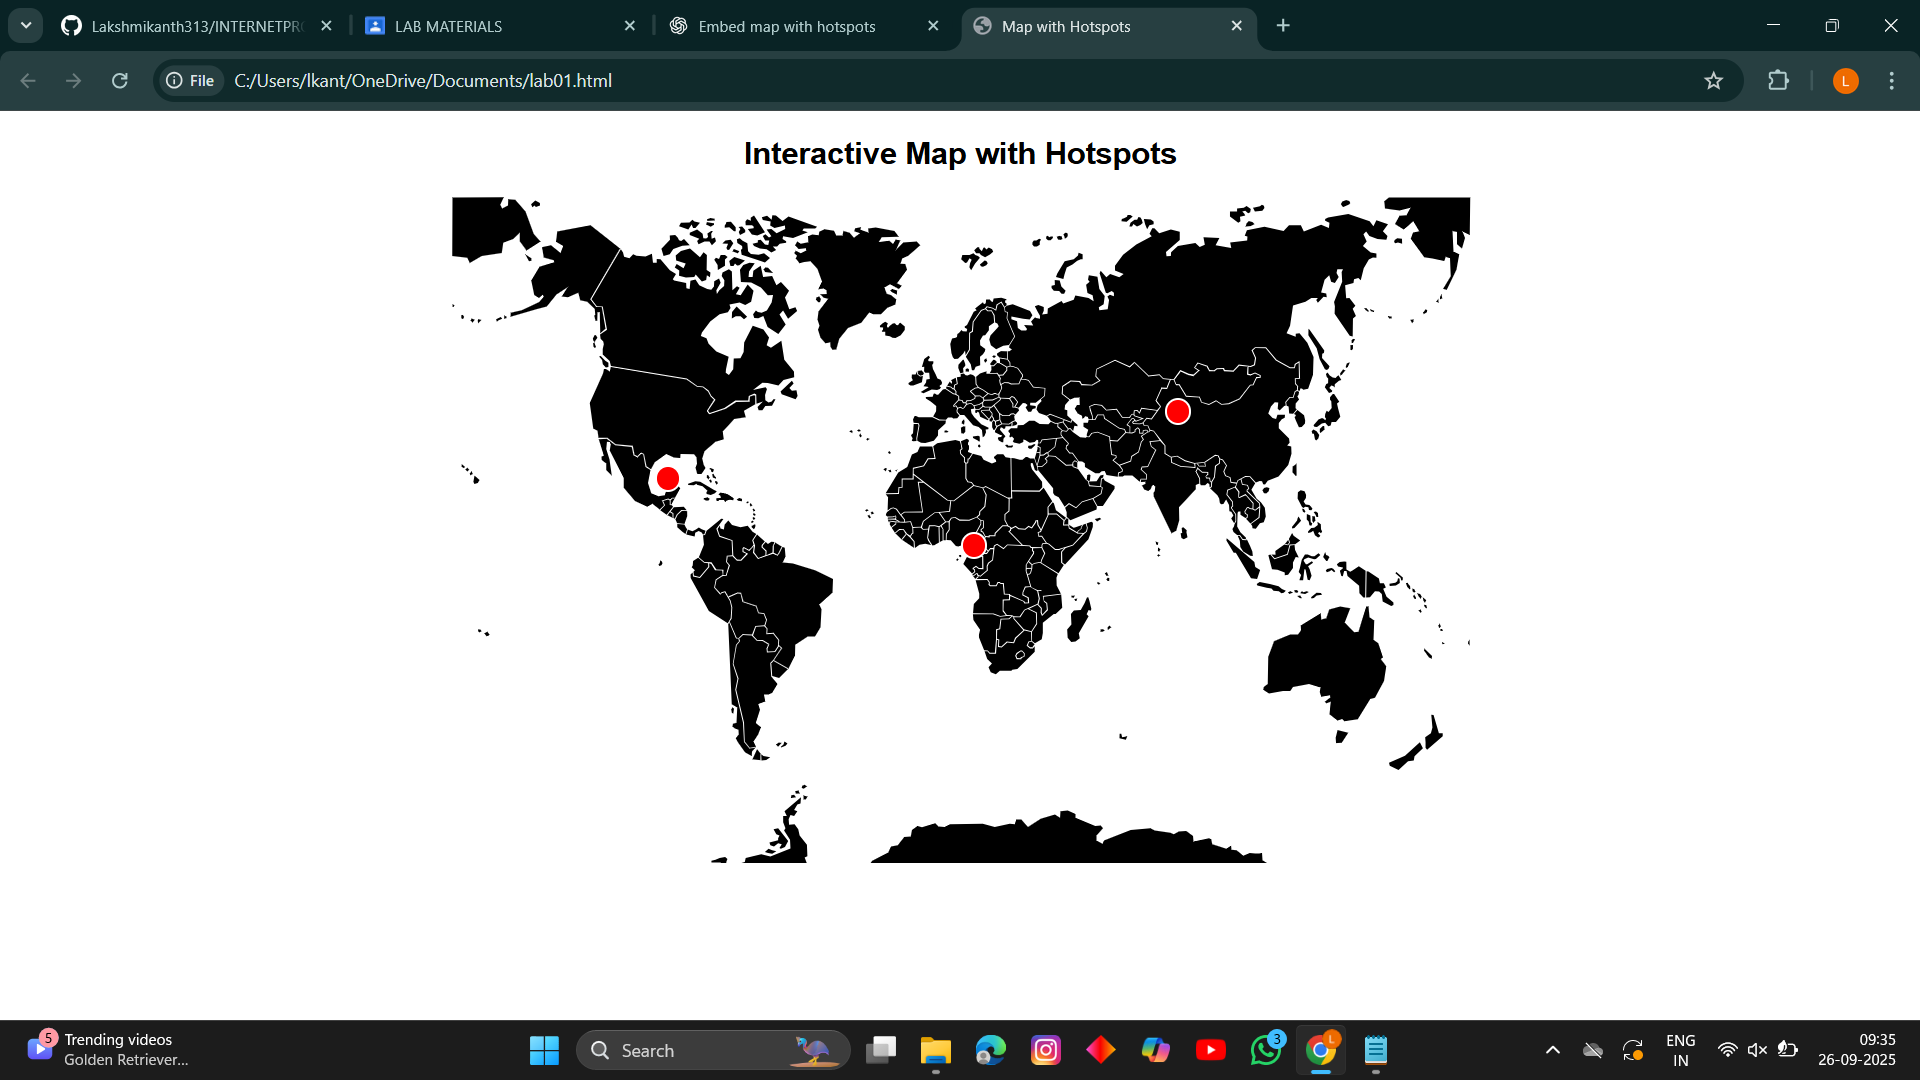 Lakshmikanth313/INTERNETPR
LAB MATERIALS
Embed map with hotspots
Map with Hotspots
File
C:/Users/lkant/OneDrive/Documents/lab01.html
L
Interactive Map with Hotspots
5
Trending videos
Golden Retriever...
Search
3
L
ENG
IN
09:35
26-09-2025